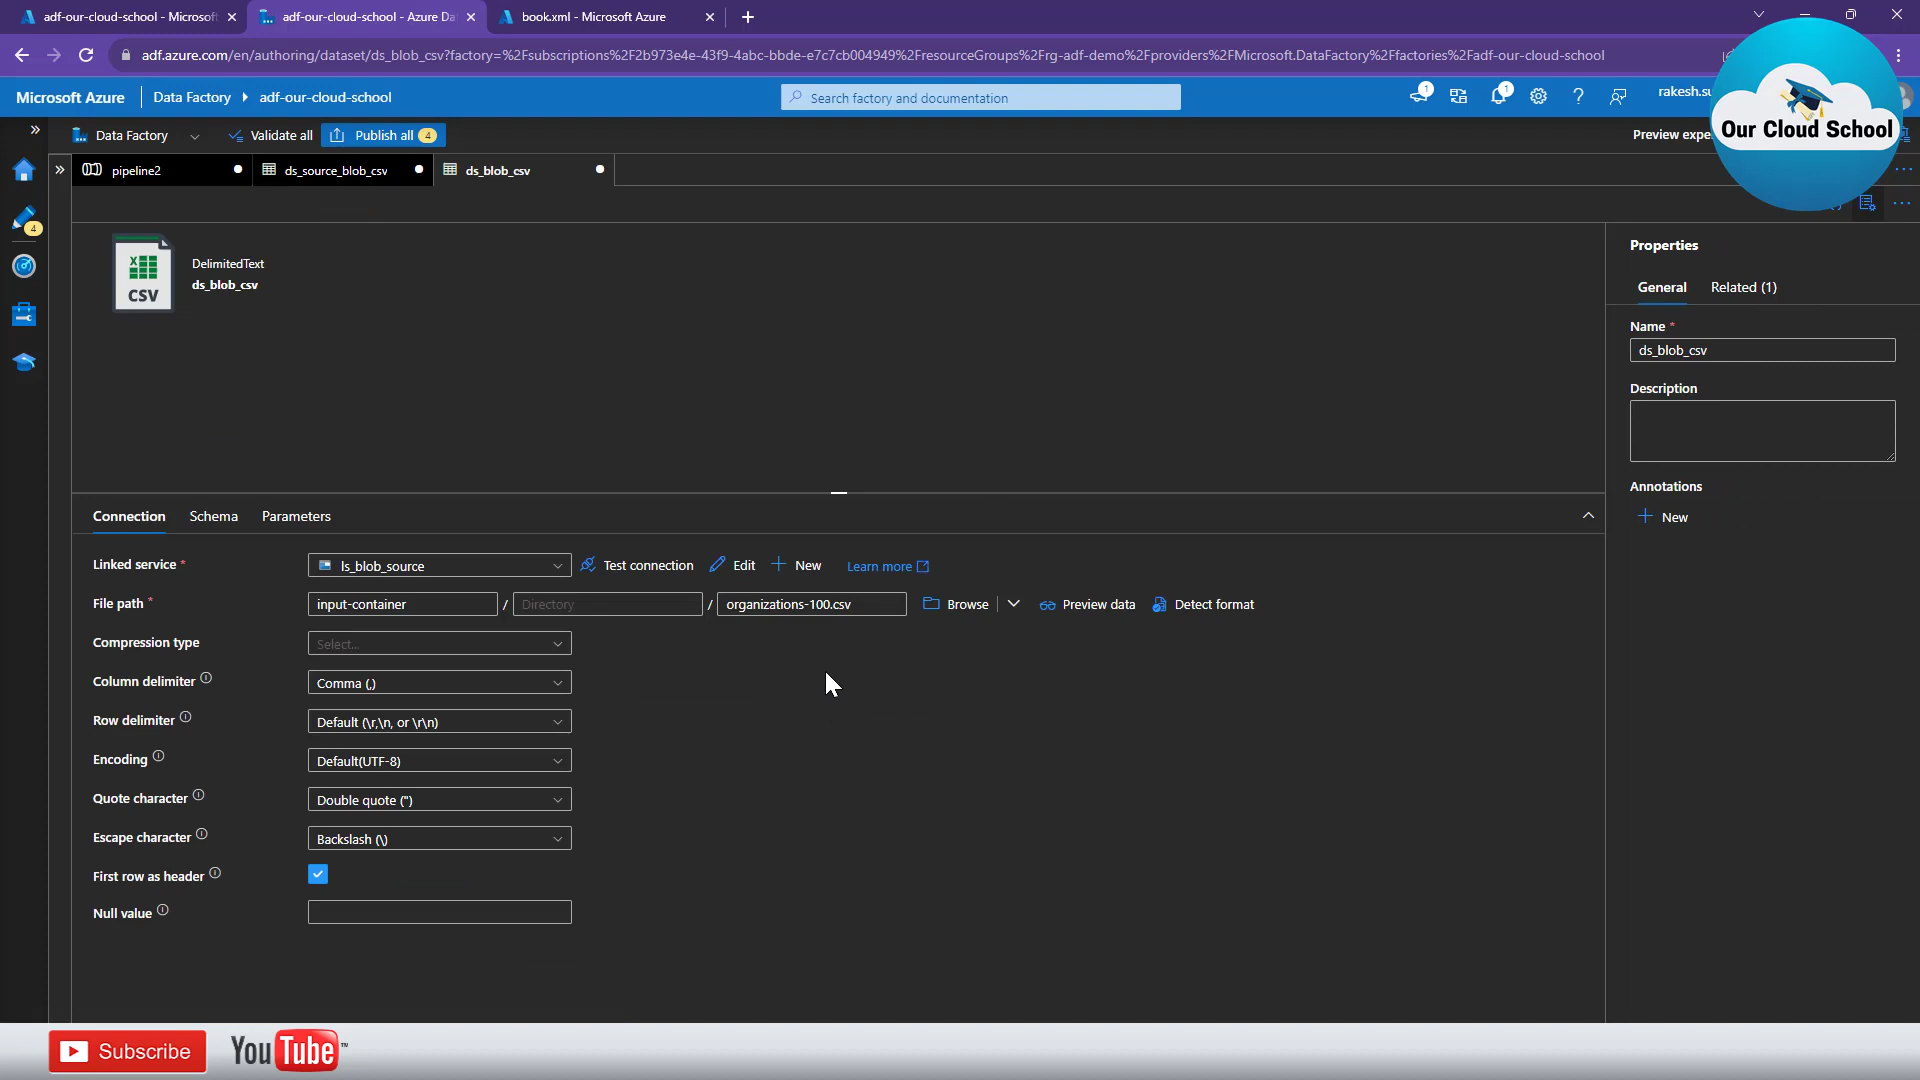 adf-our-cloud-school - Microsof
adf-our-cloud-school - Azure Da
book.xml - Microsoft Azure
adf.azure.com/en/authoring/dataset/ds_blob_csv?factory=%2Fsubscriptions%2F2b973e4e-43f9-4abc-bbde-e7c7cb004949%2FresourceGroups%2Frg-adf-demo%2Fproviders%2FMicrosoft.DataFactory%2Ffactories%2Fadf-our-cloud-school
Microsoft Azure
Data Factory
adf-our-cloud-school
Search factory and documentation
1
1
rakesh.su
Our Cloud School
Data Factory
Validate all
Publish all
4
Preview expe
pipeline2
ds_source_blob_csv
ds_blob_csv
4
CSV
DelimitedText
ds_blob_csv
Properties
General
Related (1)
Name *
ds_blob_csv
Description
Annotations
New
Connection
Schema
Parameters
Linked service *
ls_blob_source
Test connection
Edit
New
Learn more
File path *
input-container
/
Directory
/
organizations-100.csv
Browse
Preview data
Detect format
Compression type
Select...
Column delimiter
Comma (,)
Row delimiter
Default (\r,\n, or \r\n)
Encoding
Default(UTF-8)
Quote character
Double quote (")
Escape character
Backslash (\)
First row as header
Null value
Subscribe
YouTube